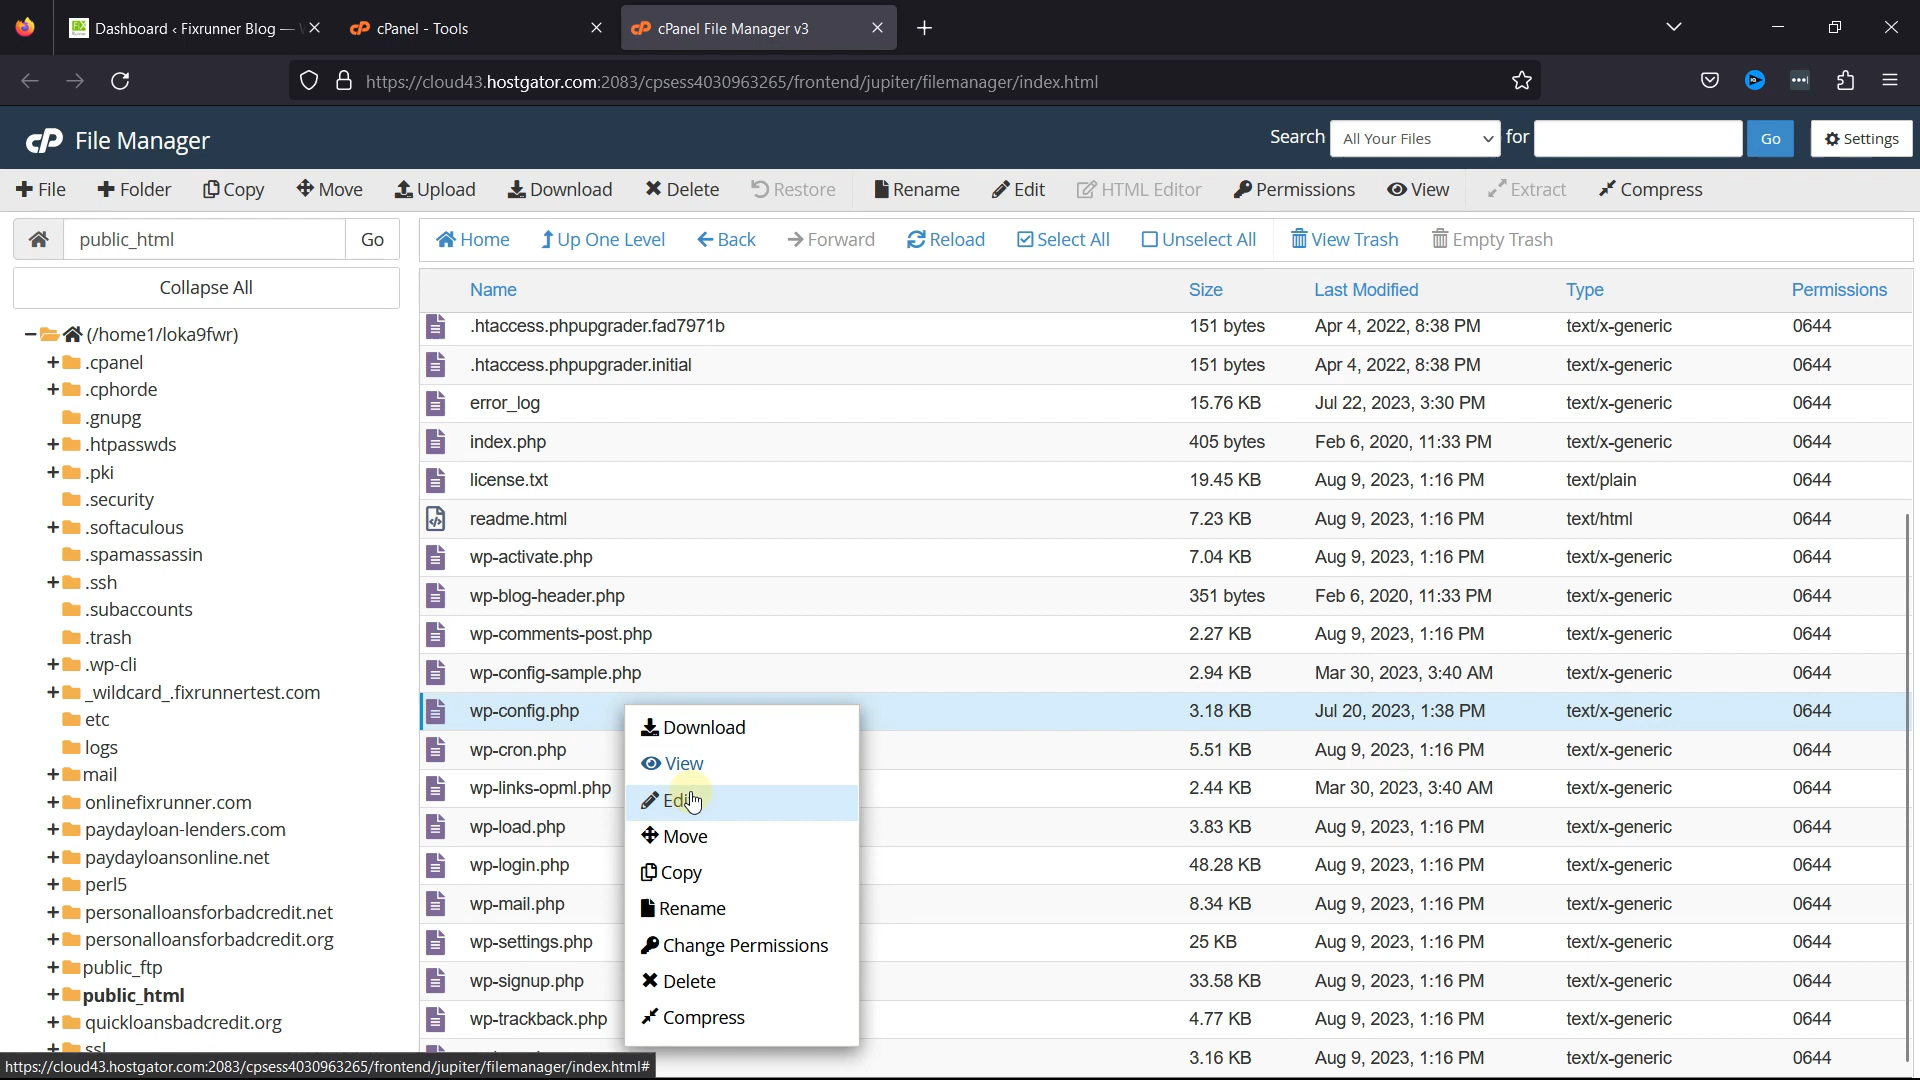 Dashboard ‹ Fixrunner Blog —
cPanel - Tools
cPanel File Manager v3
https://cloud43.hostgator.com:2083/cpsess4030963265/frontend/jupiter/filemanager/index.html
cP File Manager
Search All Your Files for Go Settings
File Folder Copy Move Upload Download Delete Restore Rename Edit HTML Editor Permissions View Extract Compress
public_html Go
Home Up One Level Back Forward Reload Select All Unselect All View Trash Empty Trash
Collapse All
(/home1/loka9fwr)
.cpanel
.cphorde
.gnupg
.htpasswds
.pki
.security
.softaculous
.spamassassin
.ssh
.subaccounts
.trash
.wp-cli
_wildcard_.fixrunnertest.com
etc
logs
mail
onlinefixrunner.com
paydayloan-lenders.com
paydayloansonline.net
perl5
personalloansforbadcredit.net
personalloansforbadcredit.org
public_ftp
public_html
quickloansbadcredit.org
ssl
Name Size Last Modified Type Permissions
.htaccess.phpupgrader.fad7971b 151 bytes Apr 4, 2022, 8:38 PM text/x-generic 0644
.htaccess.phpupgrader.initial 151 bytes Apr 4, 2022, 8:38 PM text/x-generic 0644
error_log 15.76 KB Jul 22, 2023, 3:30 PM text/x-generic 0644
index.php 405 bytes Feb 6, 2020, 11:33 PM text/x-generic 0644
license.txt 19.45 KB Aug 9, 2023, 1:16 PM text/plain 0644
readme.html 7.23 KB Aug 9, 2023, 1:16 PM text/html 0644
wp-activate.php 7.04 KB Aug 9, 2023, 1:16 PM text/x-generic 0644
wp-blog-header.php 351 bytes Feb 6, 2020, 11:33 PM text/x-generic 0644
wp-comments-post.php 2.27 KB Aug 9, 2023, 1:16 PM text/x-generic 0644
wp-config-sample.php 2.94 KB Mar 30, 2023, 3:40 AM text/x-generic 0644
wp-config.php 3.18 KB Jul 20, 2023, 1:38 PM text/x-generic 0644
wp-cron.php 5.51 KB Aug 9, 2023, 1:16 PM text/x-generic 0644
wp-links-opml.php 2.44 KB Mar 30, 2023, 3:40 AM text/x-generic 0644
wp-load.php 3.83 KB Aug 9, 2023, 1:16 PM text/x-generic 0644
wp-login.php 48.28 KB Aug 9, 2023, 1:16 PM text/x-generic 0644
wp-mail.php 8.34 KB Aug 9, 2023, 1:16 PM text/x-generic 0644
wp-settings.php 25 KB Aug 9, 2023, 1:16 PM text/x-generic 0644
wp-signup.php 33.58 KB Aug 9, 2023, 1:16 PM text/x-generic 0644
wp-trackback.php 4.77 KB Aug 9, 2023, 1:16 PM text/x-generic 0644
3.16 KB Aug 9, 2023, 1:16 PM text/x-generic 0644
Download
View
Edit
Move
Copy
Rename
Change Permissions
Delete
Compress
https://cloud43.hostgator.com:2083/cpsess4030963265/frontend/jupiter/filemanager/index.html#